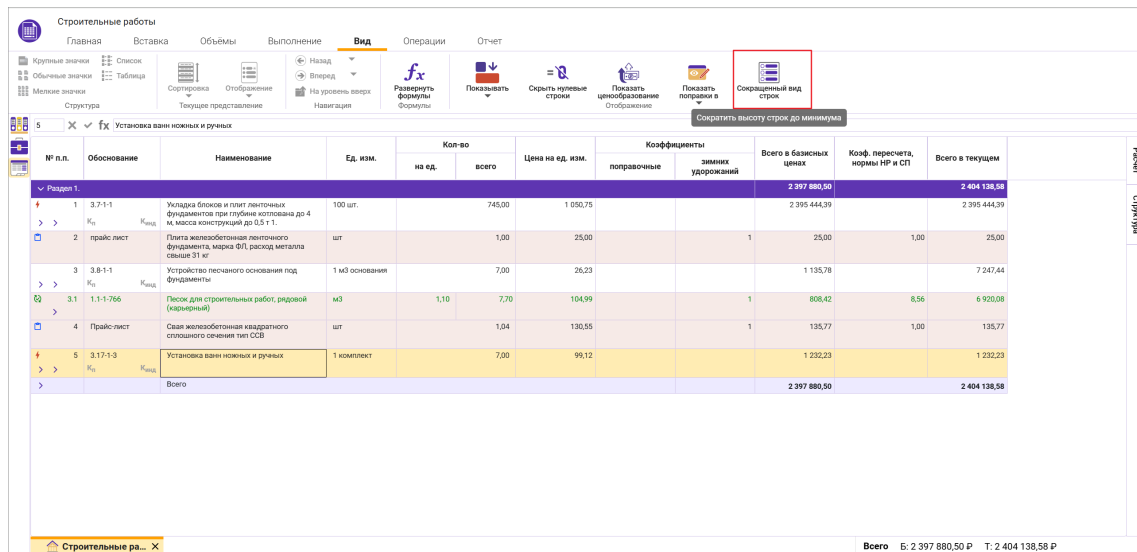 Строительные работы
Главная Вставка Объёмы Выполнение Вид Операции Отчет
Крупные значки Список
Обычные значки Таблица
Мелкие значки
Структура
Сортировка Отображение
Текущее представление
Назад
Вперед
На уровень вверх
Навигация
fx
Развернуть
формулы
Формулы
Показывать
Скрыть нулевые
строки
Показать
ценообразование
Показать
поправки в
Отображение
Сокращенный вид
строк
Сократить высоту строк до минимума
5 fx Установка ванн ножных и ручных
№ п.п. Обоснование Наименование Ед. изм. Кол-во Цена на ед. изм. Коэффициенты Всего в базисных
ценах Коэф. пересчета,
нормы НР и СП Всего в текущем
на ед. всего поправочные зимних
удорожаний
Раздел 1. 2 397 880,50 2 404 138,58
1 3.7-1-1 Укладка блоков и плит ленточных 100 шт. 745,00 1 050,75 2 395 444,39 2 395 444,39
фундаментов при глубине котлована до 4
Кп Кинд м, масса конструкций до 0,5 т 1.
2 прайс лист Плита железобетонная ленточного шт 1,00 25,00 1 25,00 1,00 25,00
фундамента, марка ФЛ, расход металла
свыше 31 кг
3 3.8-1-1 Устройство песчаного основания под 1 м3 основания 7,00 26,23 1 135,78 7 247,44
фундаменты
Кп Кинд
3.1 1.1-1-766 Песок для строительных работ, рядовой м3 1,10 7,70 104,99 1 808,42 8,56 6 920,08
(карьерный)
4 Прайс-лист Свая железобетонная квадратного шт 1,04 130,55 1 135,77 1,00 135,77
сплошного сечения тип ССВ
5 3.17-1-3 Установка ванн ножных и ручных 1 комплект 7,00 99,12 1 232,23 1 232,23
Кп Кинд
Всего 2 397 880,50 2 404 138,58
Расчет
Структура
Строительные ра... Всего Б: 2 397 880,50 ₽ Т: 2 404 138,58 ₽